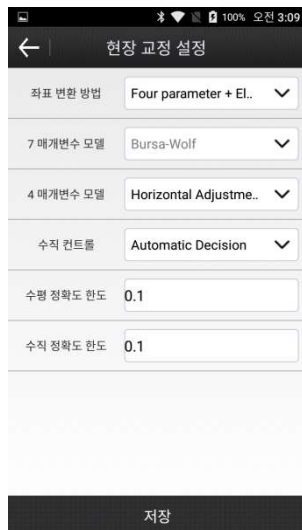 100% 오전 3:09
현장 교정 설정
좌표 변환 방법 Four parameter + El..
7 매개변수 모델 Bursa-Wolf
4 매개변수 모델 Horizontal Adjustme..
수직 컨트롤 Automatic Decision
수평 정확도 한도 0.1
수직 정확도 한도 0.1
저장